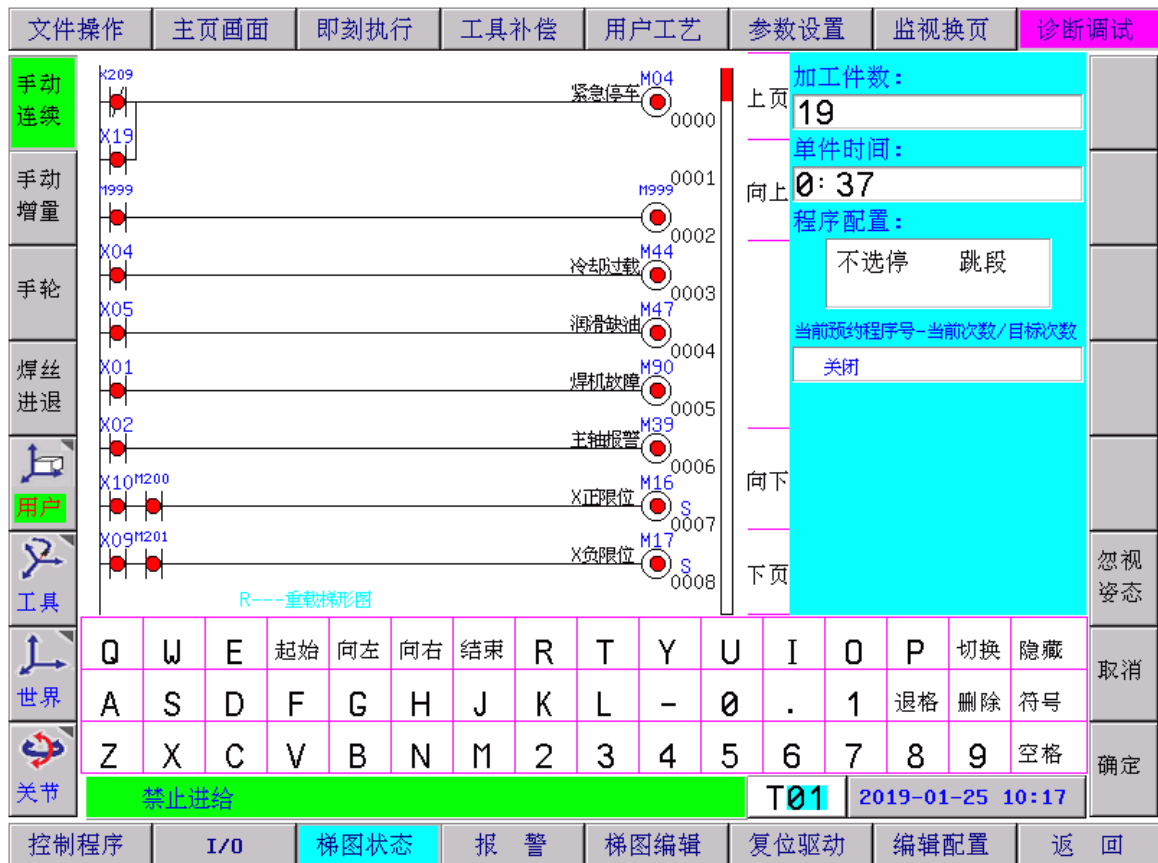 文件操作 主页画面 即刻执行 工具补偿 用户工艺 参数设置 监视换页 诊断调试
手动
连续
手动
增量
手轮
焊丝
进退
用户
工具
世界
关节
K209 紧急停车 M04
0000
X19
0001
M999 M999
0002
X04 冷却过载 M44
0003
X05 润滑缺油 M47
0004
X01 焊机故障 M90
0005
X02 主轴报警 M39
0006
X10 M200 X正限位 M16
S
0007
X09 M201 X负限位 M17
S
0008
R---重载梯形图
上页
向上
向下
下页
加工件数：
19
单件时间：
0: 37
程序配置：
不选停 跳段
当前预约程序号-当前次数/目标次数
关闭
忽视
姿态
取消
确定
Q W E 起始 向左 向右 结束 R T Y U I O P 切换 隐藏
A S D F G H J K L - 0 . 1 退格 删除 符号
Z X C V B N M 2 3 4 5 6 7 8 9 空格
禁止进给 T01 2019-01-25 10:17
控制程序 I/O 梯图状态 报 警 梯图编辑 复位驱动 编辑配置 返 回